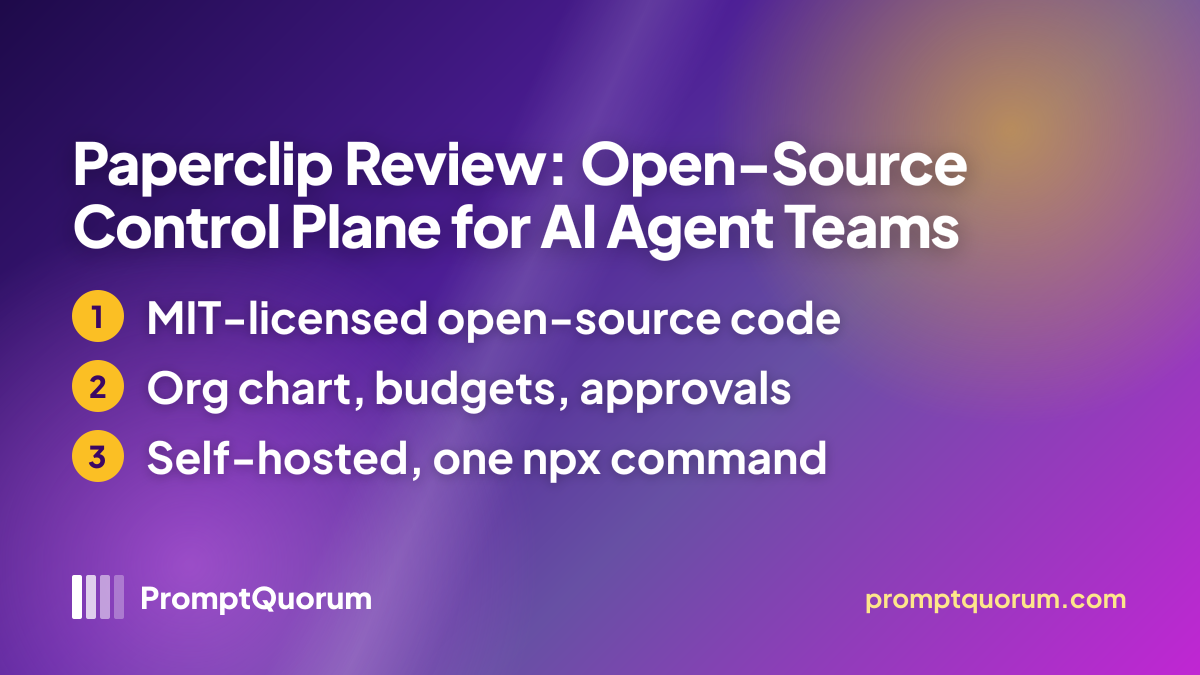 Paperclip Review: Open-Source
Control Plane for AI Agent Teams
1 MIT-licensed open-source code
2 Org chart, budgets, approvals
3 Self-hosted, one npx command
PromptQuorum
promptquorum.com